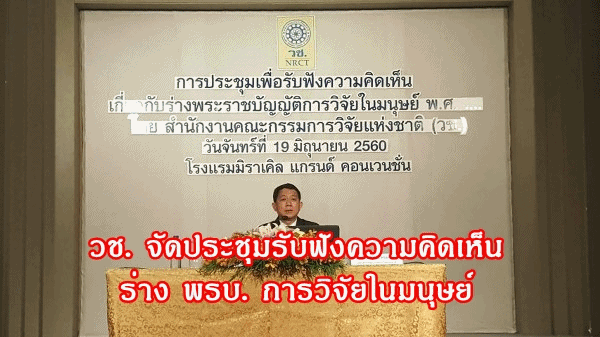 วช.
NRCT
การประชุมเพื่อรับฟังความคิดเห็น
กับร่างพระราชบัญญัติการวิจัยในมนุษย์ พ.ศ. ....
สำนักงานคณะกรรมการวิจัยแห่งชาติ (วช.)
วันจันทร์ที่ 19 มิถุนายน 2560
โรงแรมมิราเคิล แกรนด์ คอนเวนชั่น
วช. จัดประชุมรับฟังความคิดเห็น
ร่าง พรบ. การวิจัยในมนุษย์